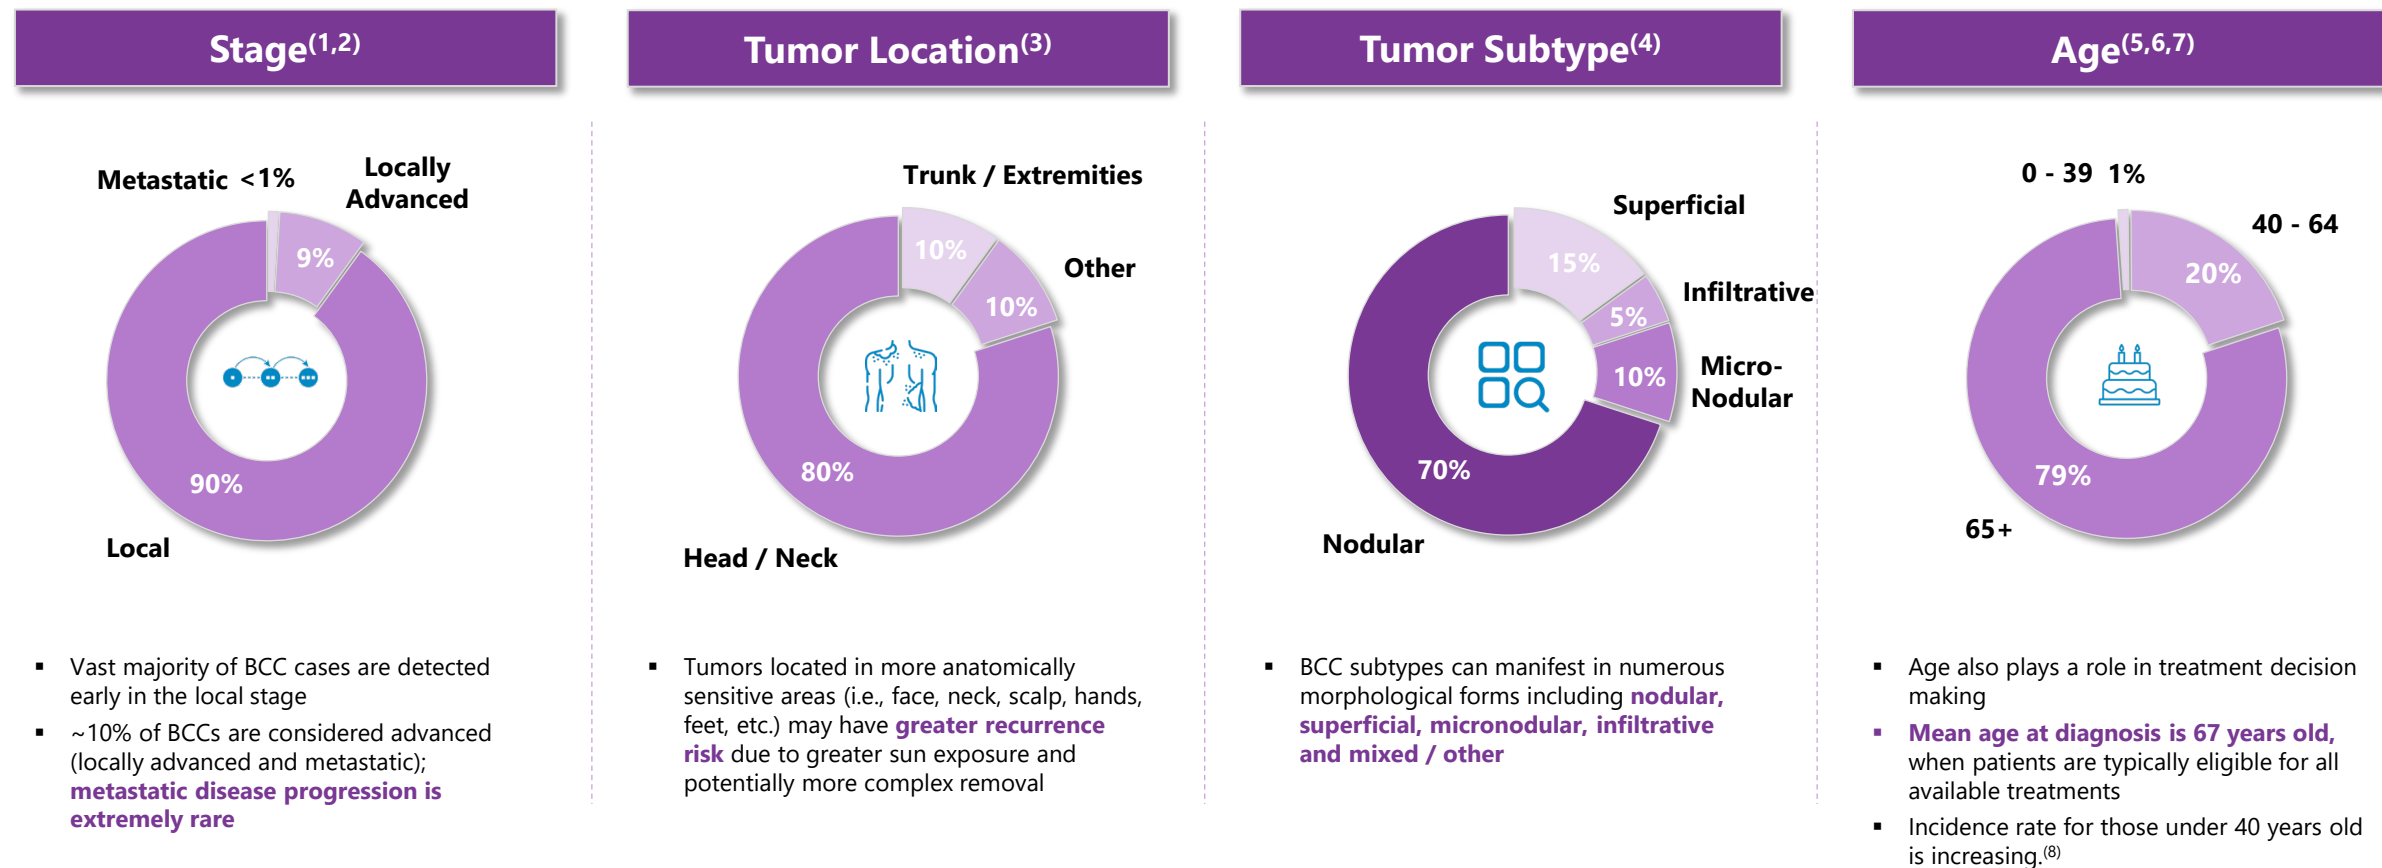 Stage(1,2)
Metastatic <1%
Locally
Advanced
9%
90%
Local
▪ Vast majority of BCC cases are detected
early in the local stage
▪ ~10% of BCCs are considered advanced
(locally advanced and metastatic);
metastatic disease progression is
extremely rare
Tumor Location(3)
Trunk / Extremities
10%
Other
10%
80%
Head / Neck
▪ Tumors located in more anatomically
sensitive areas (i.e., face, neck, scalp, hands,
feet, etc.) may have greater recurrence
risk due to greater sun exposure and
potentially more complex removal
Tumor Subtype(4)
Superficial
15%
Infiltrative
5%
Micro-
Nodular
10%
70%
Nodular
▪ BCC subtypes can manifest in numerous
morphological forms including nodular,
superficial, micronodular, infiltrative
and mixed / other
Age(5,6,7)
0 - 39 1%
40 - 64
20%
79%
65+
▪ Age also plays a role in treatment decision
making
▪ Mean age at diagnosis is 67 years old,
when patients are typically eligible for all
available treatments
▪ Incidence rate for those under 40 years old
is increasing.(8)